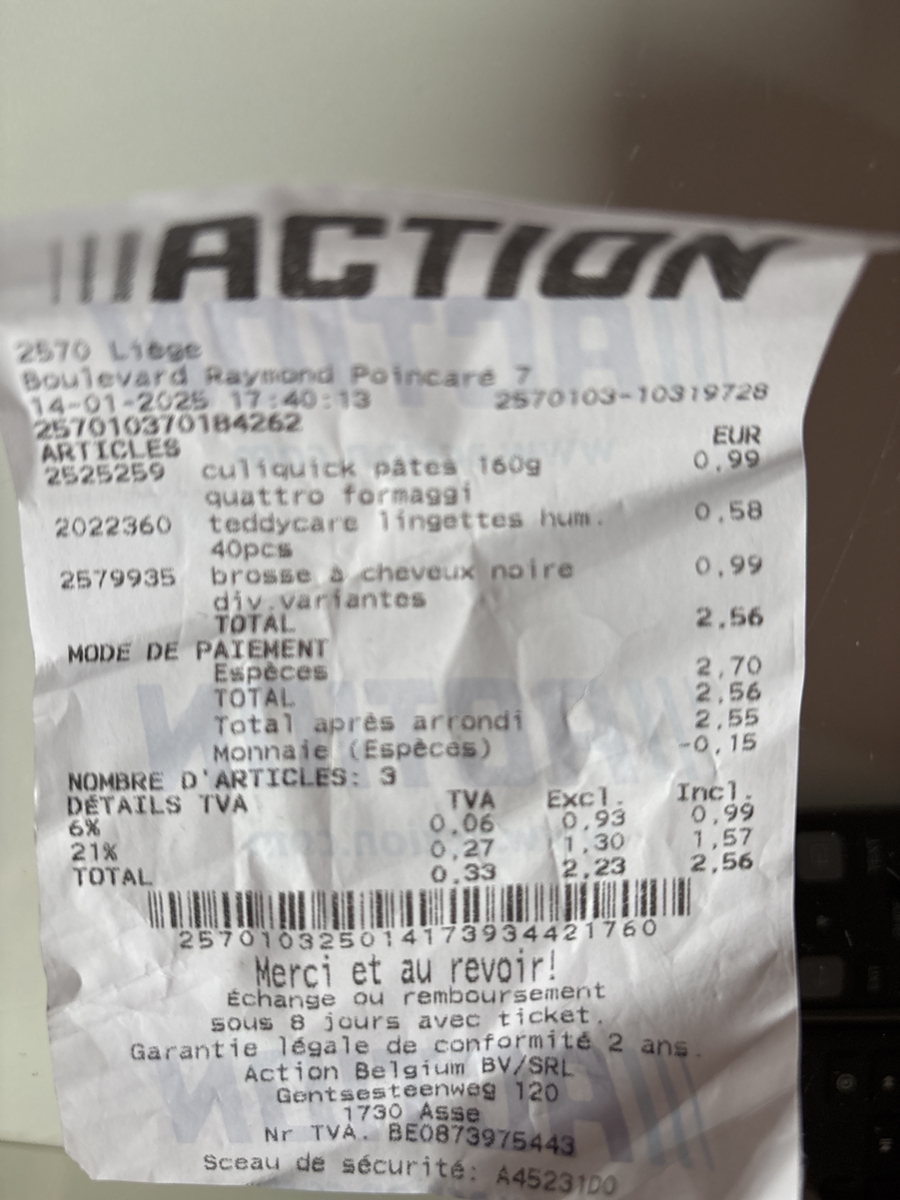 ACTION
2570 Liège
Boulevard Raymond Poincaré 7
14-01-2025 17:40:13 2570103-10319728
257010370184262
ARTICLES EUR
2525259 culiquick pâtes 160g 0,99
quattro formaggi
2022360 teddycare lingettes hum. 0,58
40pcs
2579935 brosse à cheveux noire 0,99
div.variantes
TOTAL 2,56
MODE DE PAIEMENT
Espèces 2,70
TOTAL 2,56
Total après arrondi 2,55
Monnaie (Espèces) -0,15
NOMBRE D'ARTICLES: 3
DÉTAILS TVA TVA Excl. Incl.
6% 0,06 0,93 0,99
21% 0,27 1,30 1,57
TOTAL 0,33 2,23 2,56
257010325014173934421760
Merci et au revoir!
Échange ou remboursement
sous 8 jours avec ticket.
Garantie légale de conformité 2 ans.
Action Belgium BV/SRL
Gentsesteenweg 120
1730 Asse
Nr TVA. BE0873975443
Sceau de sécurité: A45231D0